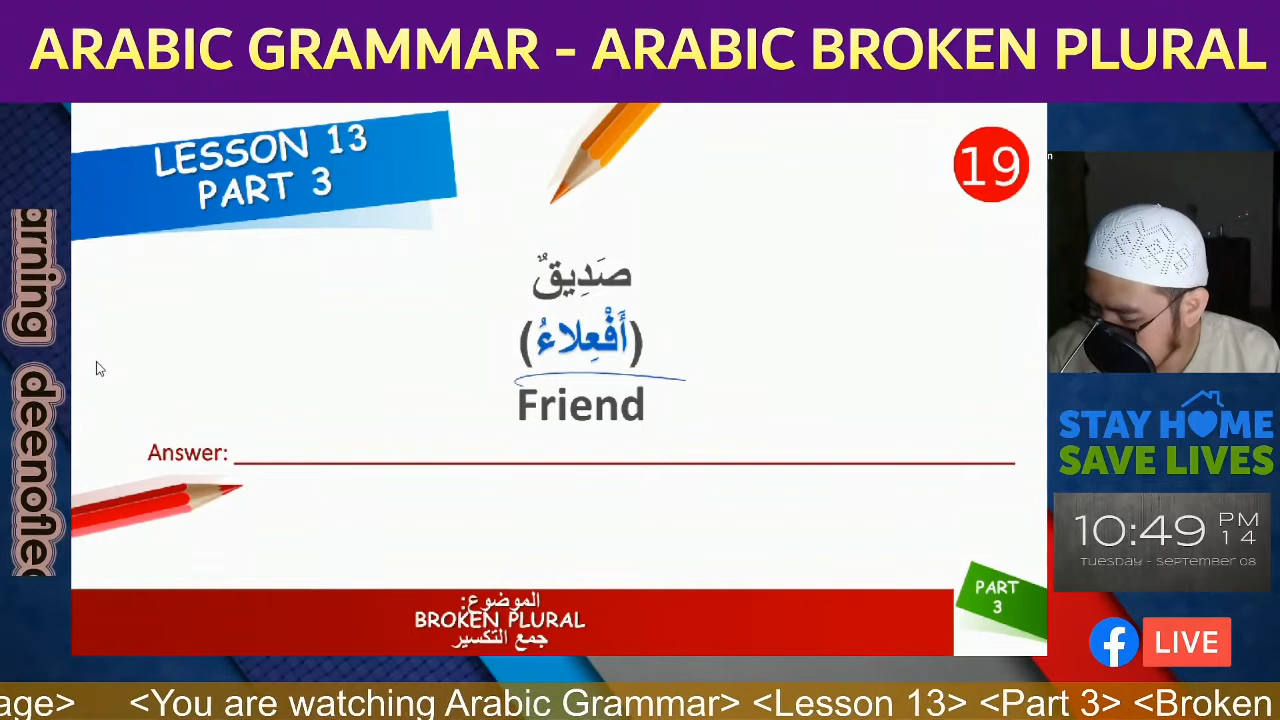 ARABIC GRAMMAR - ARABIC BROKEN PLURAL
LESSON 13
PART 3
19
صَدِيقٌ
(أَفْعِلاءُ)
Friend
Answer:
arning deenofle
STAY HOME
SAVE LIVES
10:49 PM
14
TUESDAY - SEPTEMBER 08
PART
3
الموضوع:
BROKEN PLURAL
جمع التكسير
f LIVE
age> <You are watching Arabic Grammar> <Lesson 13> <Part 3> <Broken